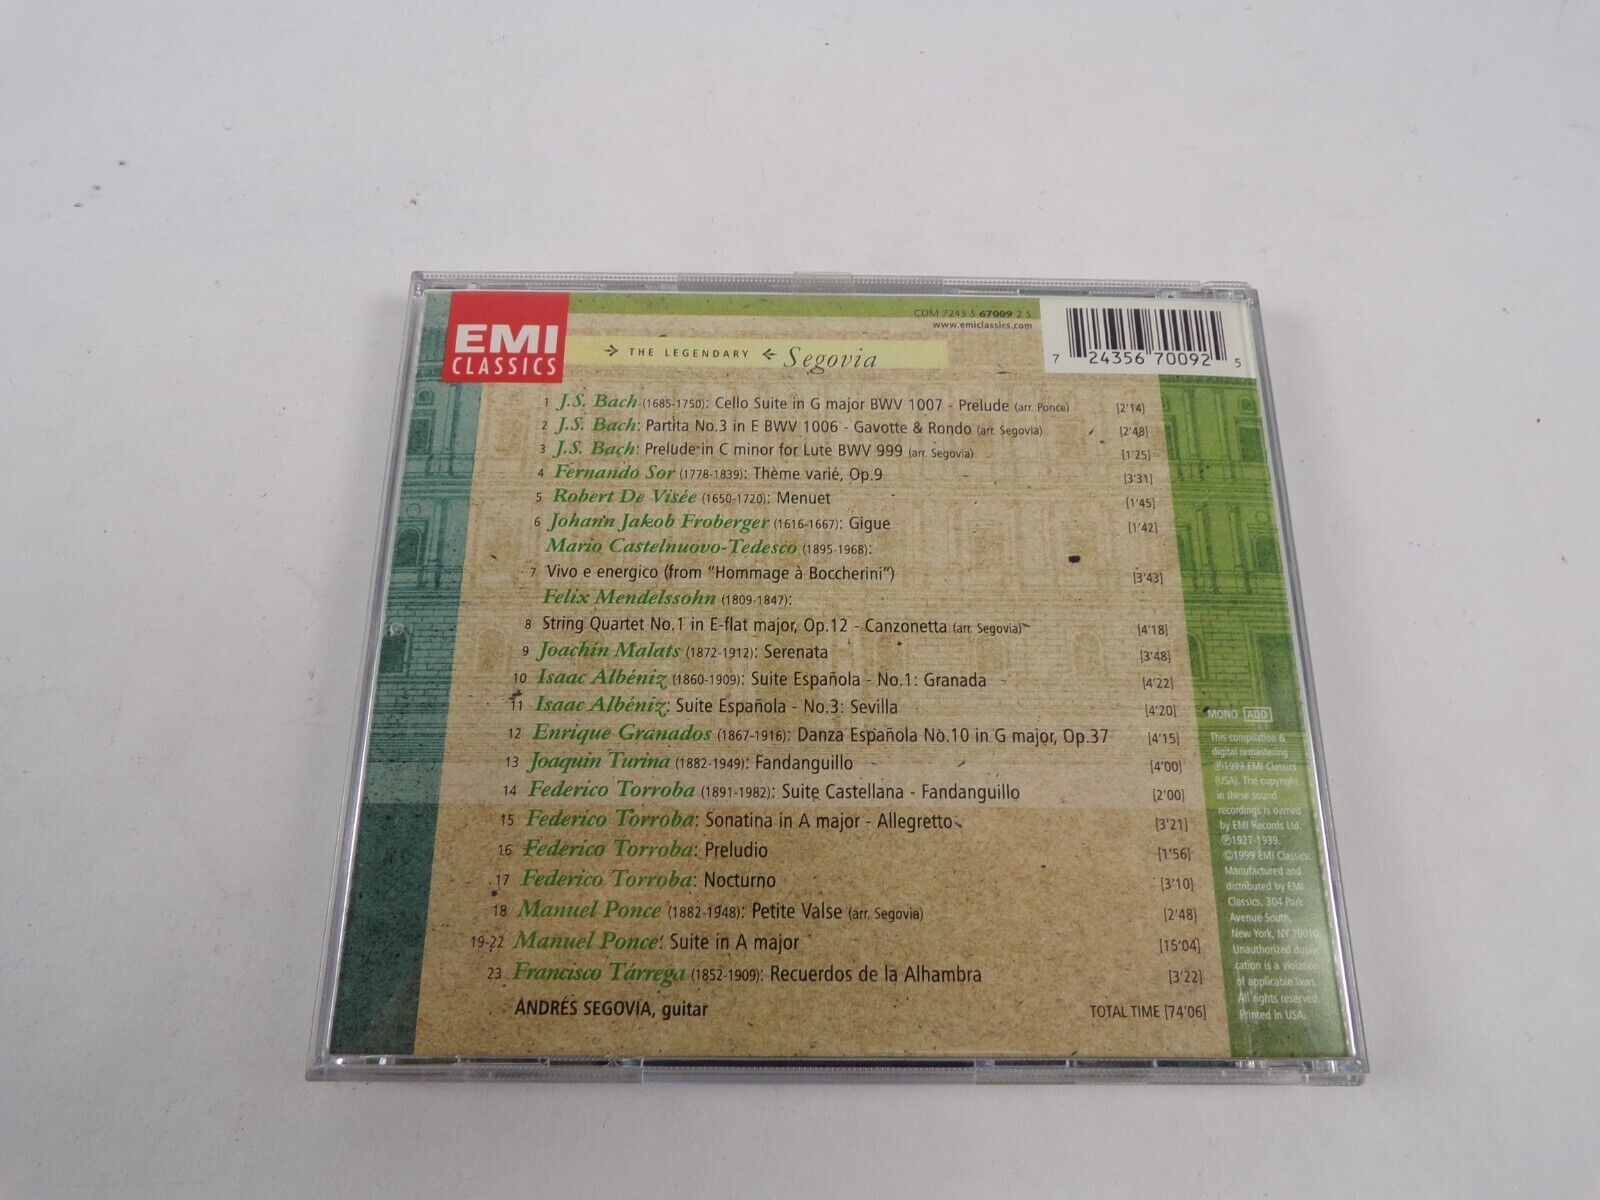 EMI
CLASSICS
THE LEGENDARY Segovia
CDM 7243 5 67009 2 5
www.emiclassics.com
7 24356 70092 5
1 J.S. Bach (1685-1750): Cello Suite in G major BWV 1007 - Prelude (arr. Ponce) [2'14]
2 J.S. Bach: Partita No.3 in E BWV 1006 - Gavotte & Rondo (arr. Segovia) [2'48]
3 J.S. Bach: Prelude in C minor for Lute BWV 999 (arr. Segovia) [1'25]
4 Fernando Sor (1778-1839): Thème varié, Op.9 [3'31]
5 Robert De Visée (1650-1720): Menuet [1'45]
6 Johann Jakob Froberger (1616-1667): Gigue [1'42]
Mario Castelnuovo-Tedesco (1895-1968):
7 Vivo e energico (from "Hommage à Boccherini") [3'43]
Felix Mendelssohn (1809-1847):
8 String Quartet No.1 in E-flat major, Op.12 - Canzonetta (arr. Segovia) [4'18]
9 Joachín Malats (1872-1912): Serenata [3'48]
10 Isaac Albéniz (1860-1909): Suite Española - No.1: Granada [4'22]
11 Isaac Albéniz: Suite Española - No.3: Sevilla [4'20]
12 Enrique Granados (1867-1916): Danza Española No.10 in G major, Op.37 [4'15]
13 Joaquín Turina (1882-1949): Fandanguillo [4'00]
14 Federico Torroba (1891-1982): Suite Castellana - Fandanguillo [2'00]
15 Federico Torroba: Sonatina in A major - Allegretto [3'21]
16 Federico Torroba: Preludio [1'56]
17 Federico Torroba: Nocturno [3'10]
18 Manuel Ponce (1882-1948): Petite Valse (arr. Segovia) [2'48]
19-22 Manuel Ponce: Suite in A major [15'04]
23 Francisco Tárrega (1852-1909): Recuerdos de la Alhambra [3'22]
ANDRÉS SEGOVIA, guitar TOTAL TIME [74'06]
MONO ADD
This compilation &
digital remastering
℗1999 EMI Classics
(USA). The copyright
in these sound
recordings is owned
by EMI Records Ltd.
℗1927-1939.
©1999 EMI Classics.
Manufactured and
distributed by EMI
Classics, 304 Park
Avenue South,
New York, NY 10010.
Unauthorized dupli-
cation is a violation
of applicable laws.
All rights reserved.
Printed in USA.